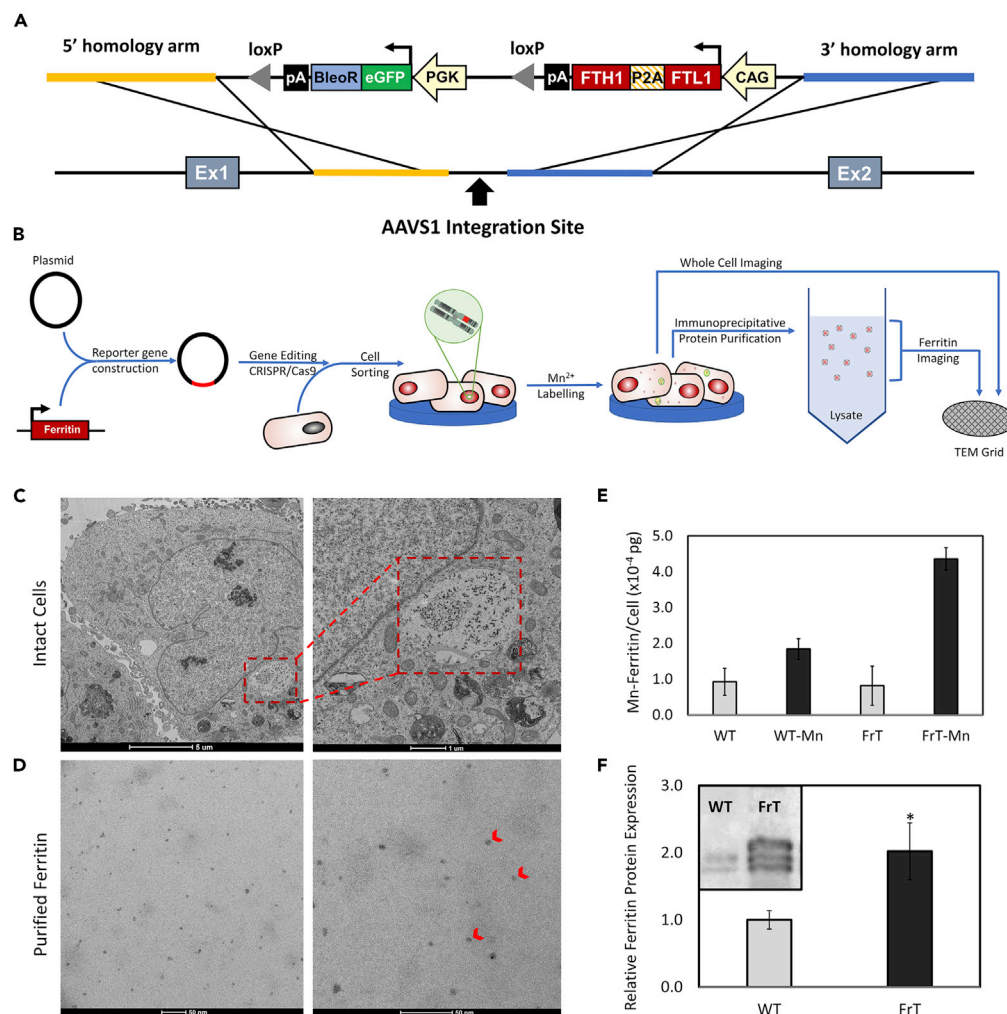 A
5' homology arm
loxP
loxP
3' homology arm
pA
BleoR
eGFP
PGK
pA
FTH1
P2A
FTL1
CAG
Ex1
Ex2
AAVS1 Integration Site
B
Plasmid
Whole Cell Imaging
Reporter gene
construction
Gene Editing
CRISPR/Cas9
Cell
Sorting
Mn²⁺
Labelling
Immunoprecipitative
Protein Purification
Ferritin
Imaging
Ferritin
Lysate
TEM Grid
C
Intact Cells
5 um
1 um
D
Purified Ferritin
50 nm
50 nm
E
Mn-Ferritin/Cell (x10⁻⁴ pg)
5.0
4.0
3.0
2.0
1.0
0.0
WT
WT-Mn
FrT
FrT-Mn
F
Relative Ferritin Protein Expression
3.0
2.0
1.0
0.0
WT
FrT
*
WT
FrT